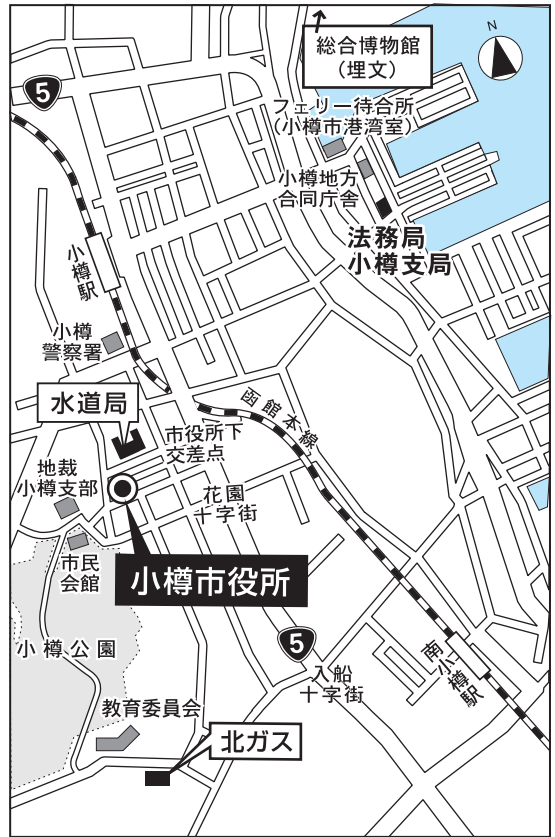 総合博物館
(埋文)
N
5
フェリー待合所
(小樽市港湾室)
小樽地方
合同庁舎
法務局
小樽支局
小樽駅
小樽
警察署
水道局
函館本線
市役所下
交差点
地裁
小樽支部
花園
十字街
市民
会館
小樽市役所
小樽公園
5
入船
十字街
南小樽駅
教育委員会
北ガス